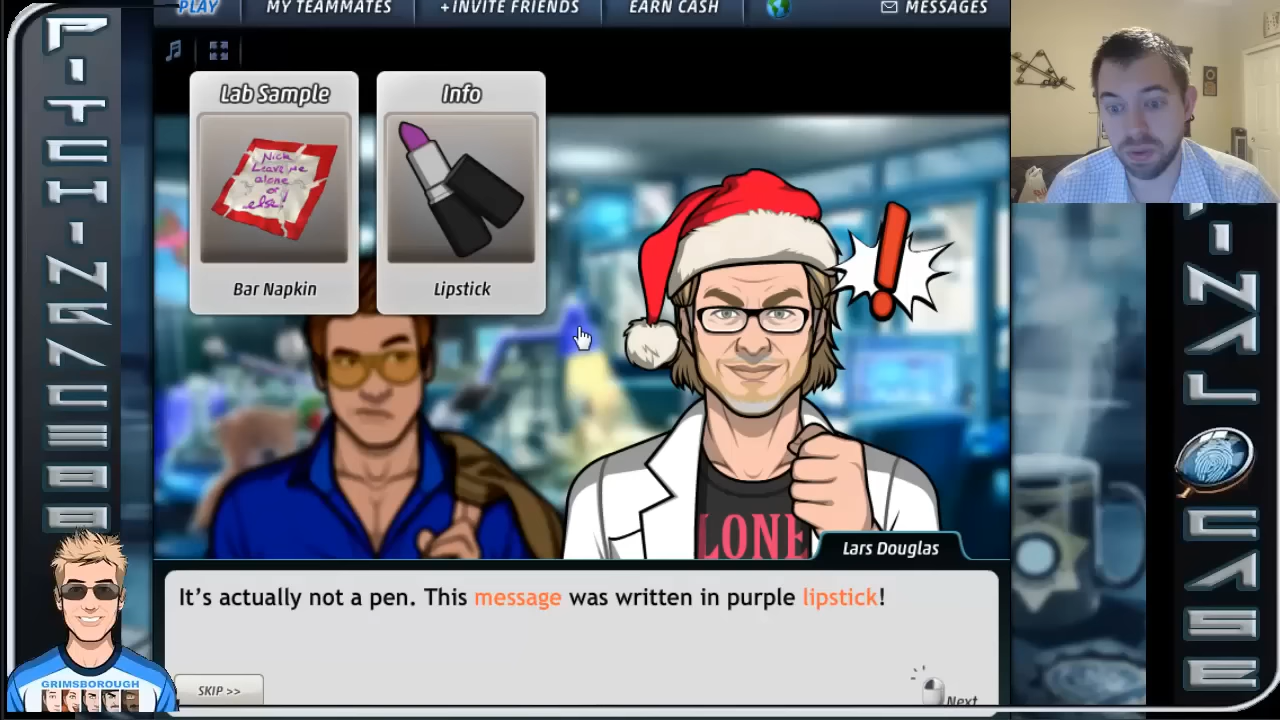 PLAY
MY TEAMMATES
+INVITE FRIENDS
EARN CASH
MESSAGES
Lab Sample
Nick
Leave me
alone
or
else!
Bar Napkin
Info
Lipstick
!
LONE
Lars Douglas
It's actually not a pen. This message was written in purple lipstick!
SKIP >>
Next
GRIMSBOROUGH